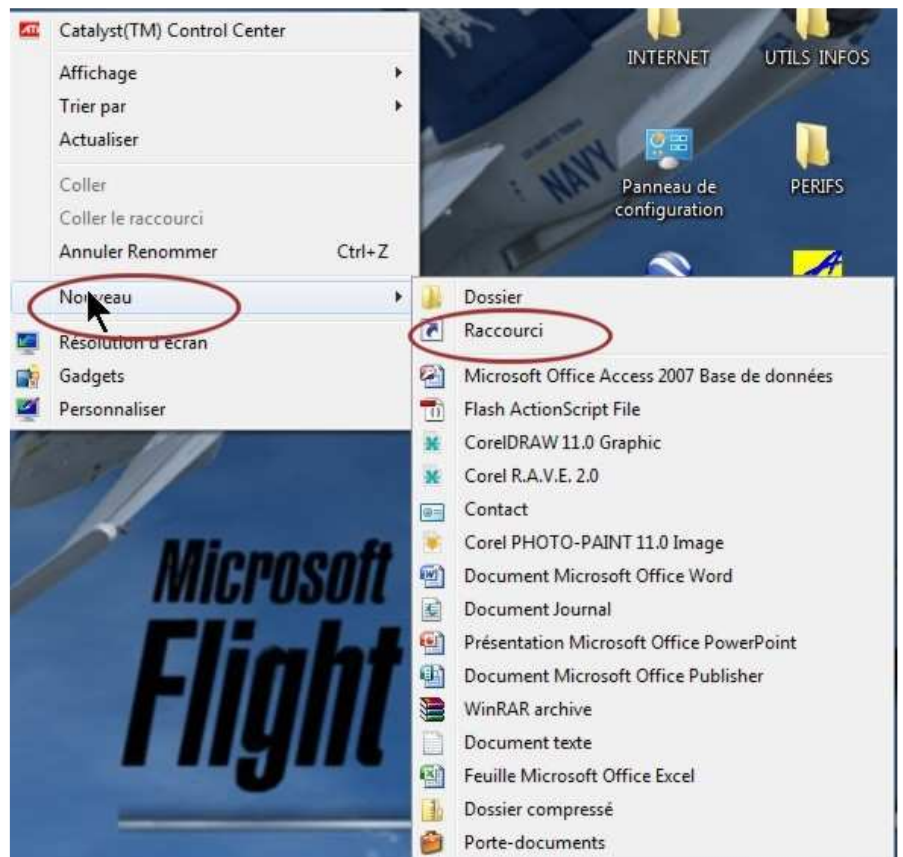 Catalyst(TM) Control Center
Affichage
Trier par
Actualiser
Coller
Coller le raccourci
Annuler Renommer Ctrl+Z
Nouveau
Résolution d'écran
Gadgets
Personnaliser
INTERNET
UTILS INFOS
NAVY
Panneau de
configuration
PERIFS
Dossier
Raccourci
Microsoft Office Access 2007 Base de données
Flash ActionScript File
CorelDRAW 11.0 Graphic
Corel R.A.V.E. 2.0
Contact
Corel PHOTO-PAINT 11.0 Image
Document Microsoft Office Word
Document Journal
Présentation Microsoft Office PowerPoint
Document Microsoft Office Publisher
WinRAR archive
Document texte
Feuille Microsoft Office Excel
Dossier compressé
Porte-documents
Microsoft
Flight